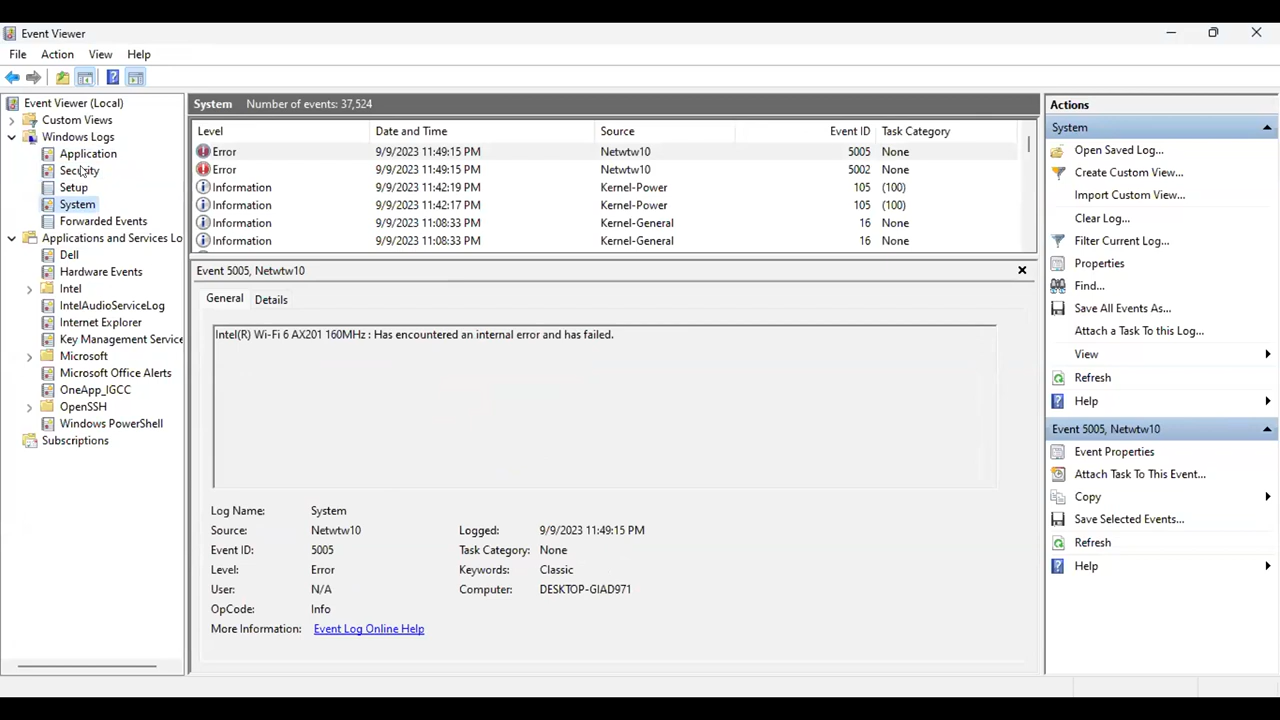 Event Viewer
File Action View Help
Event Viewer (Local)
Custom Views
Windows Logs
Application
Security
Setup
System
Forwarded Events
Applications and Services Lo
Dell
Hardware Events
Intel
IntelAudioServiceLog
Internet Explorer
Key Management Service
Microsoft
Microsoft Office Alerts
OneApp_IGCC
OpenSSH
Windows PowerShell
Subscriptions
System Number of events: 37,524
Level Date and Time Source Event ID Task Category
Error 9/9/2023 11:49:15 PM Netwtw10 5005 None
Error 9/9/2023 11:49:15 PM Netwtw10 5002 None
Information 9/9/2023 11:42:19 PM Kernel-Power 105 (100)
Information 9/9/2023 11:42:17 PM Kernel-Power 105 (100)
Information 9/9/2023 11:08:33 PM Kernel-General 16 None
Information 9/9/2023 11:08:33 PM Kernel-General 16 None
Event 5005, Netwtw10
General Details
Intel(R) Wi-Fi 6 AX201 160MHz : Has encountered an internal error and has failed.
Log Name: System
Source: Netwtw10 Logged: 9/9/2023 11:49:15 PM
Event ID: 5005 Task Category: None
Level: Error Keywords: Classic
User: N/A Computer: DESKTOP-GIAD971
OpCode: Info
More Information: Event Log Online Help
Actions
System
Open Saved Log...
Create Custom View...
Import Custom View...
Clear Log...
Filter Current Log...
Properties
Find...
Save All Events As...
Attach a Task To this Log...
View
Refresh
Help
Event 5005, Netwtw10
Event Properties
Attach Task To This Event...
Copy
Save Selected Events...
Refresh
Help